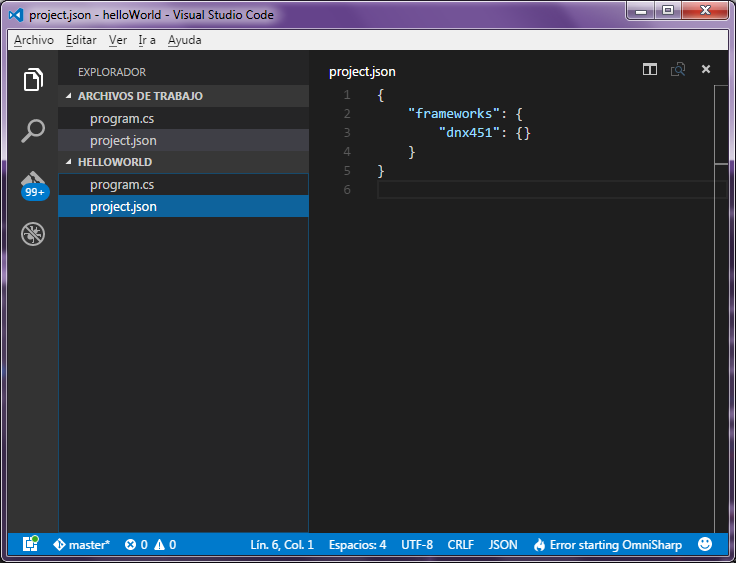 project.json - helloWorld - Visual Studio Code
Archivo Editar Ver Ir a Ayuda
EXPLORADOR
ARCHIVOS DE TRABAJO
program.cs
project.json
HELLOWORLD
program.cs
project.json
99+
project.json
1 {
2 "frameworks": {
3 "dnx451": {}
4 }
5 }
6
master* 0 0 Lín. 6, Col. 1 Espacios: 4 UTF-8 CRLF JSON Error starting OmniSharp